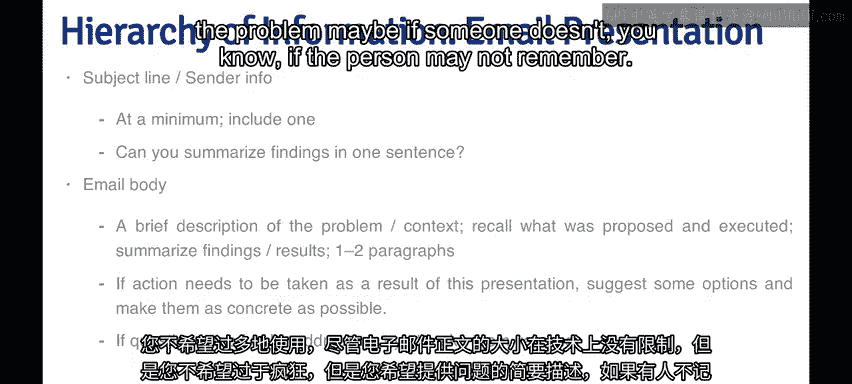 Hierarchy of Information: Email Presentation
the problem maybe if someone doesn't, you
know, if the person may not remember.
· Subject line / Sender info
- At a minimum; include one
- Can you summarize findings in one sentence?
· Email body
- A brief description of the problem / context; recall what was proposed and executed;
summarize findings / results; 1–2 paragraphs
- If action needs to be taken as a result of this presentation, suggest some options and
make them as concrete as possible.
- If
您不希望过多地使用，尽管电子邮件正文的大小在技术上没有限制，但
是您不希望过于疯狂，但是您希望提供问题的简要描述，如果有人不记